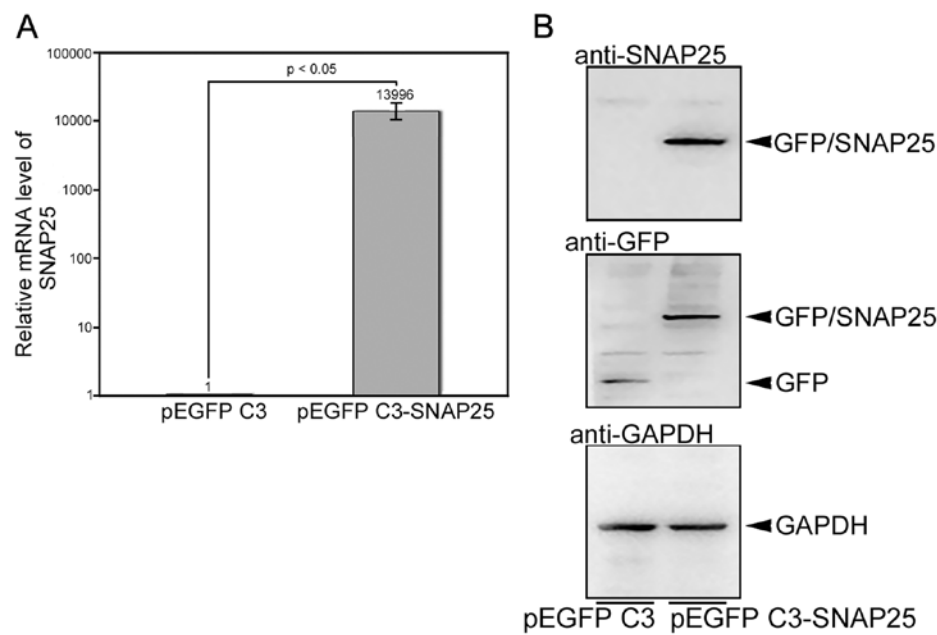 A
Relative mRNA level of
SNAP25
100000
10000
1000
100
10
1
p < 0.05
13996
1
pEGFP C3
pEGFP C3-SNAP25
B
anti-SNAP25
GFP/SNAP25
anti-GFP
GFP/SNAP25
GFP
anti-GAPDH
GAPDH
pEGFP C3
pEGFP C3-SNAP25